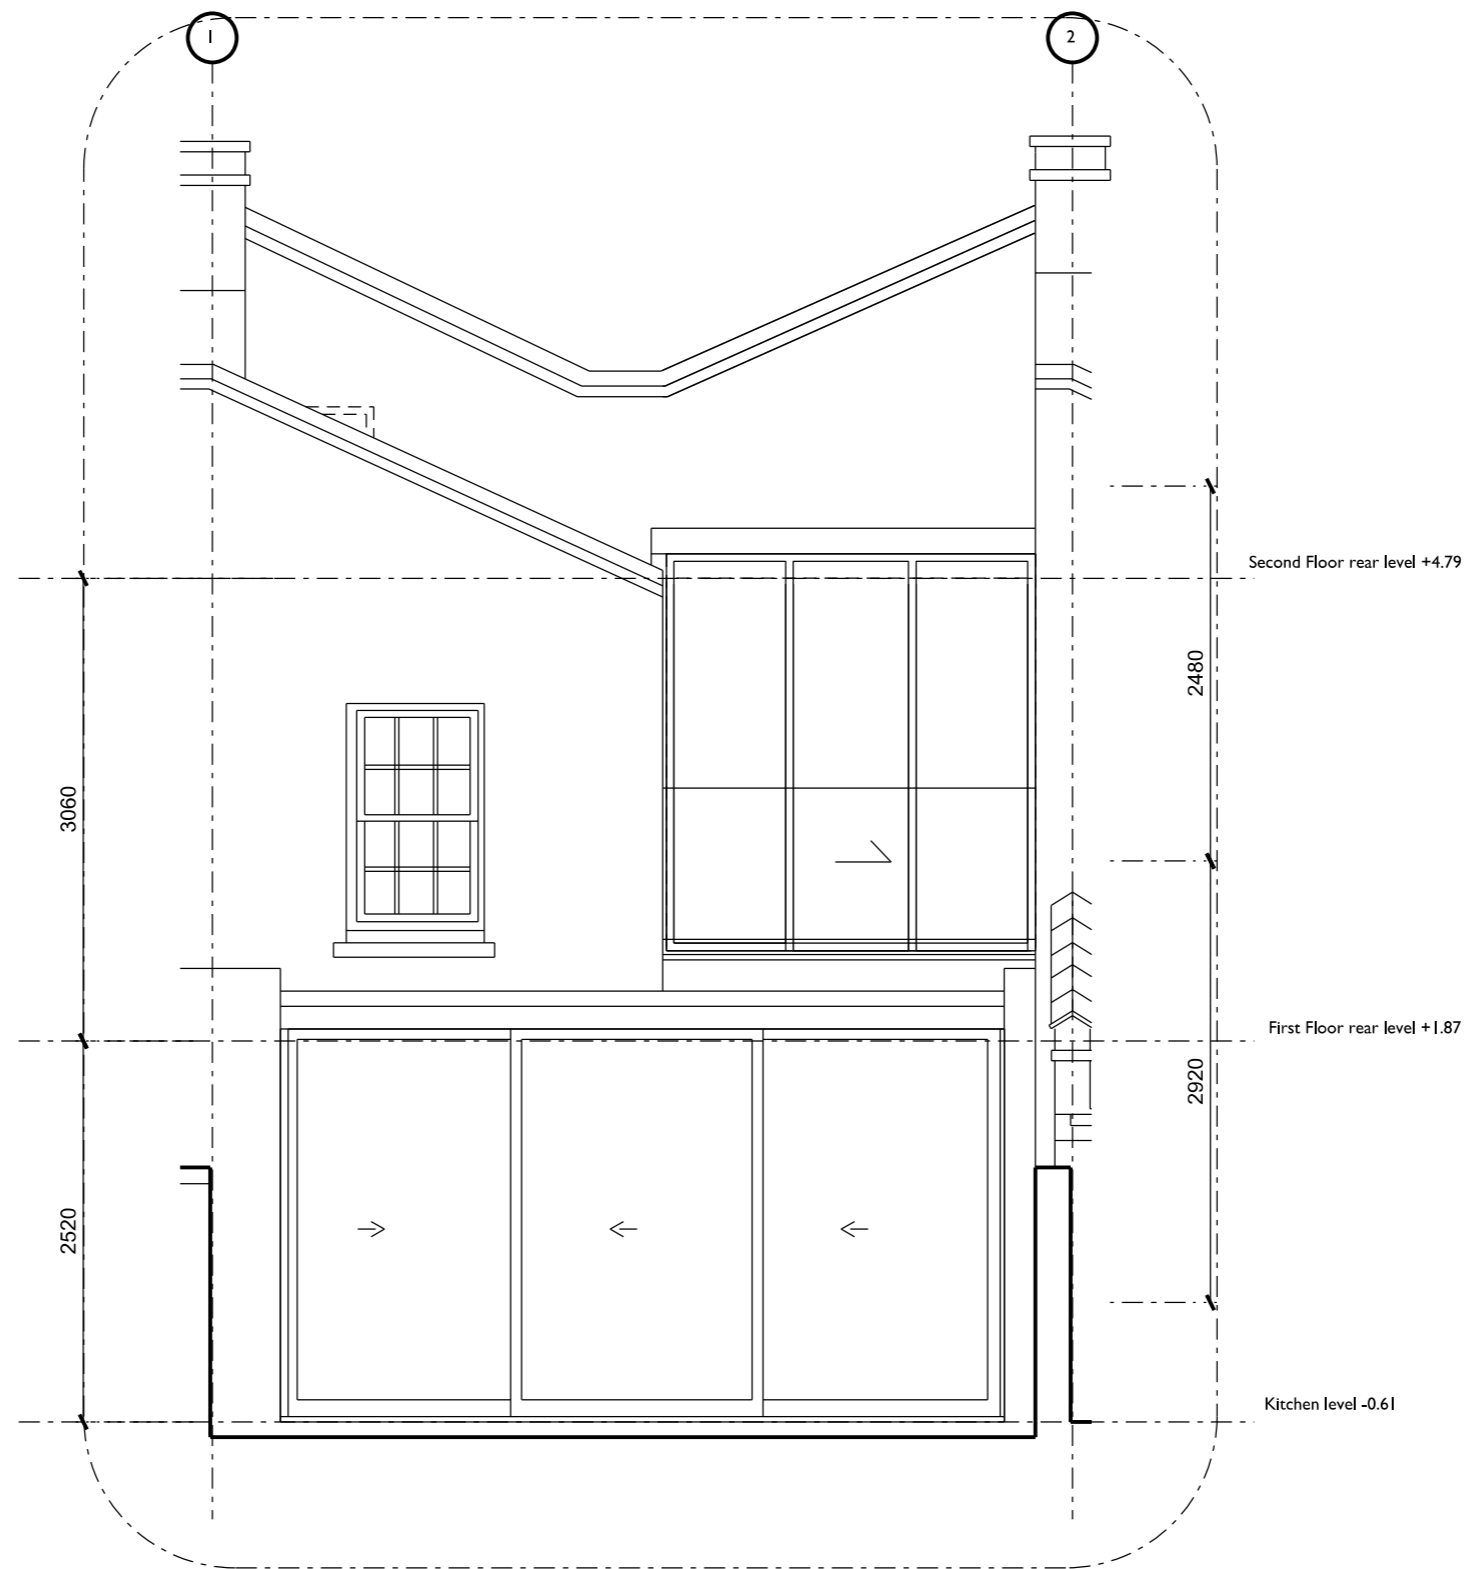 1
2
Second Floor rear level +4.79
2480
3060
First Floor rear level +1.87
2920
2520
Kitchen level -0.61